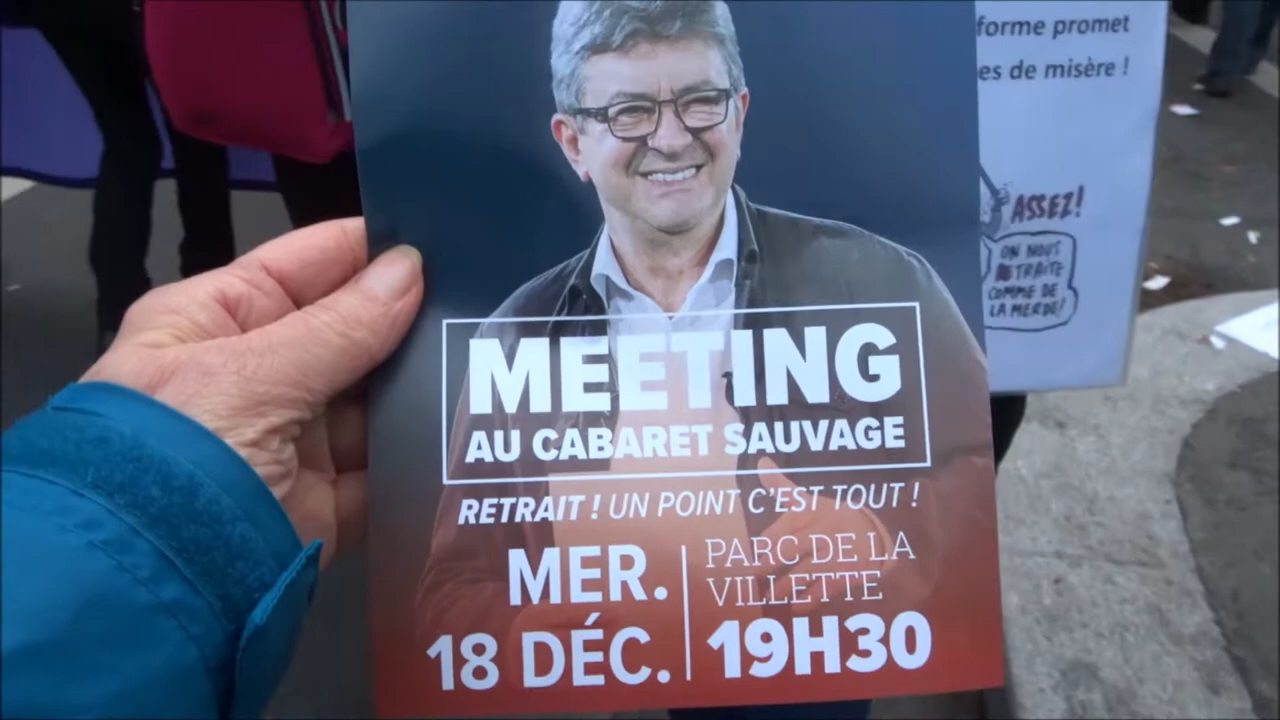 MEETING
AU CABARET SAUVAGE
RETRAIT ! UN POINT C'EST TOUT !
MER.
18 DÉC.
PARC DE LA
VILLETTE
19H30
forme promet
es de misère !
ASSEZ!
ON NOUS
RETRAITE
COMME DE
LA MERDE!